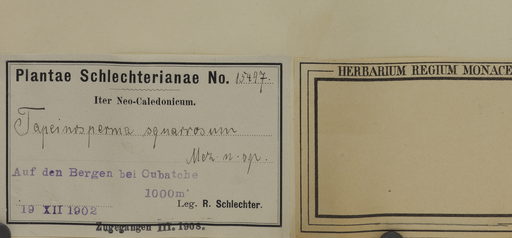 Plantae Schlechterianae No. 15497.
Iter Neo-Caledonicum.
Tapeinosperma squarrosum
Mez. n. sp.
Auf den Bergen bei Oubatche
1000m
19 XII 1902
Leg. R. Schlechter.
Zugegangen III. 1908.
HERBARIUM REGIUM MONACE